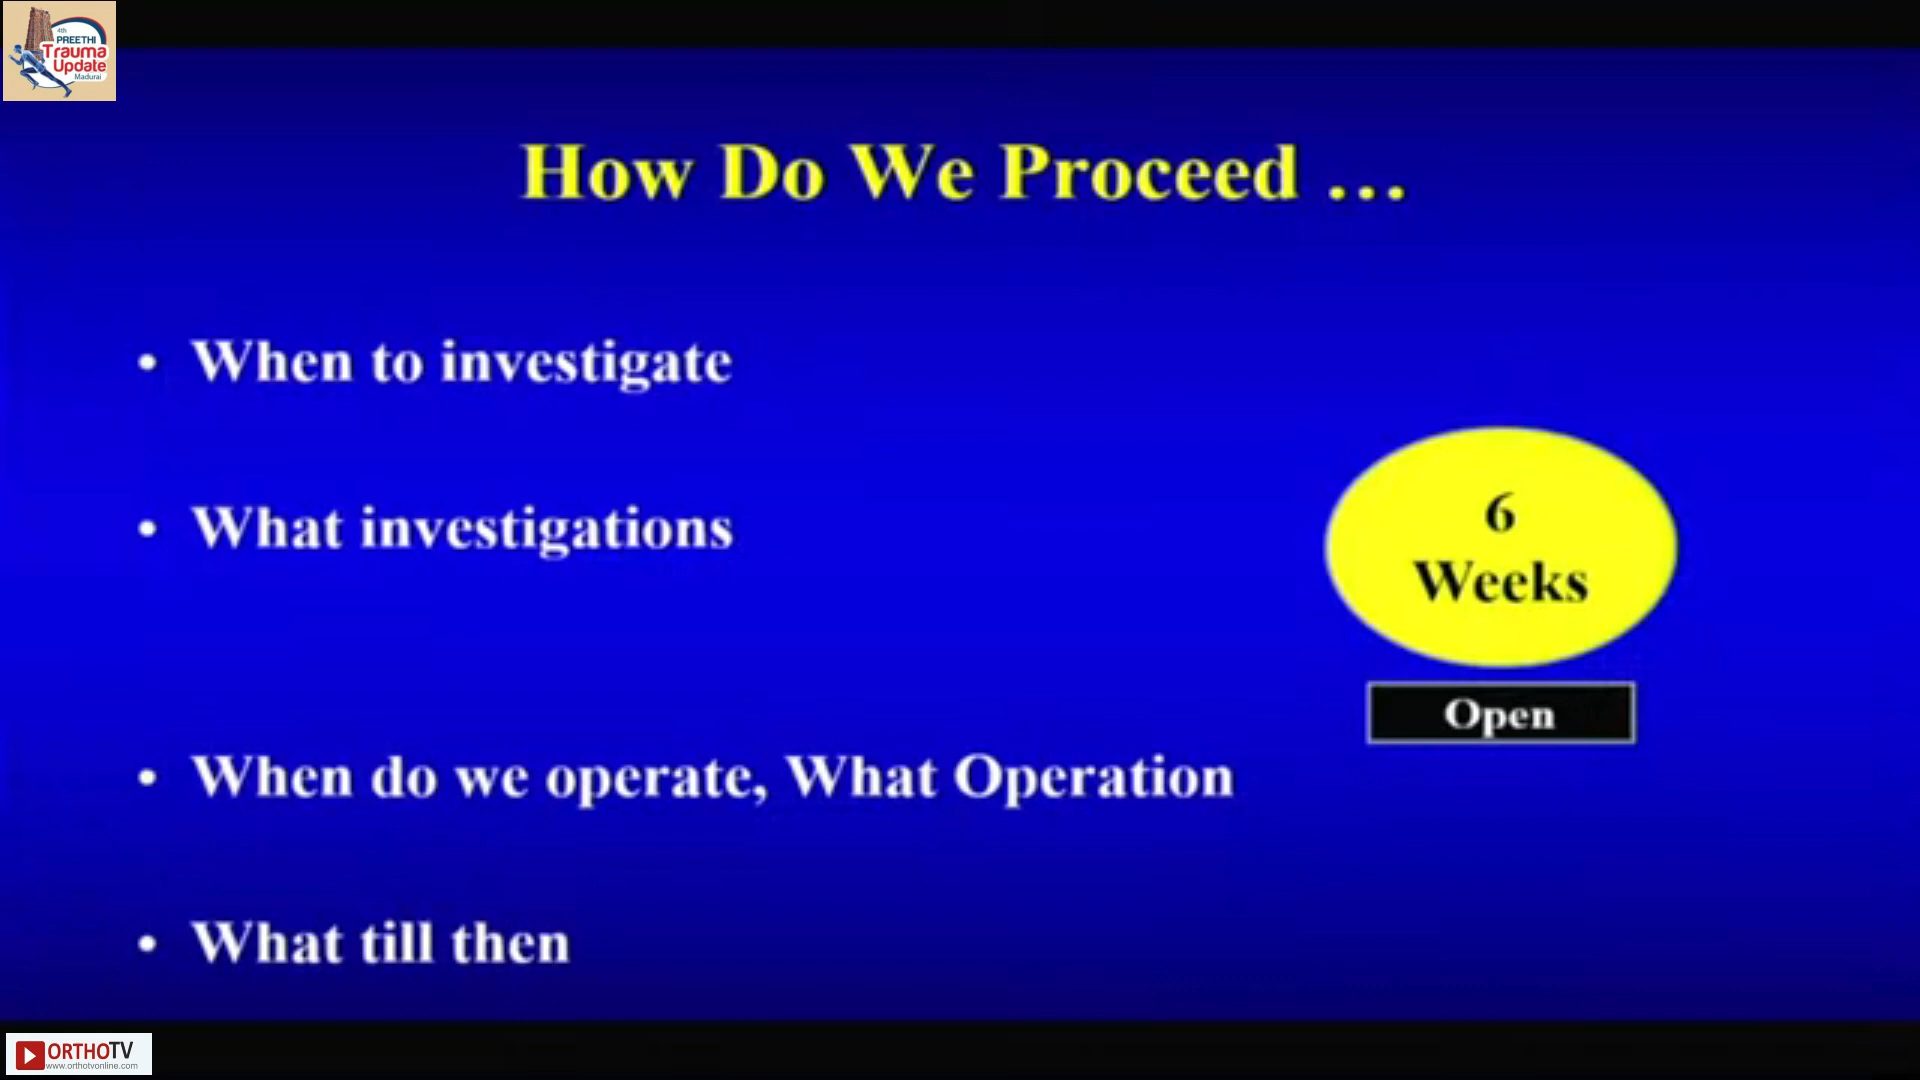 4th
PREETHI
Trauma
Update
Madurai
How Do We Proceed ...
• When to investigate
• What investigations
6
Weeks
Open
• When do we operate, What Operation
• What till then
ORTHOTV
www.orthotvonline.com